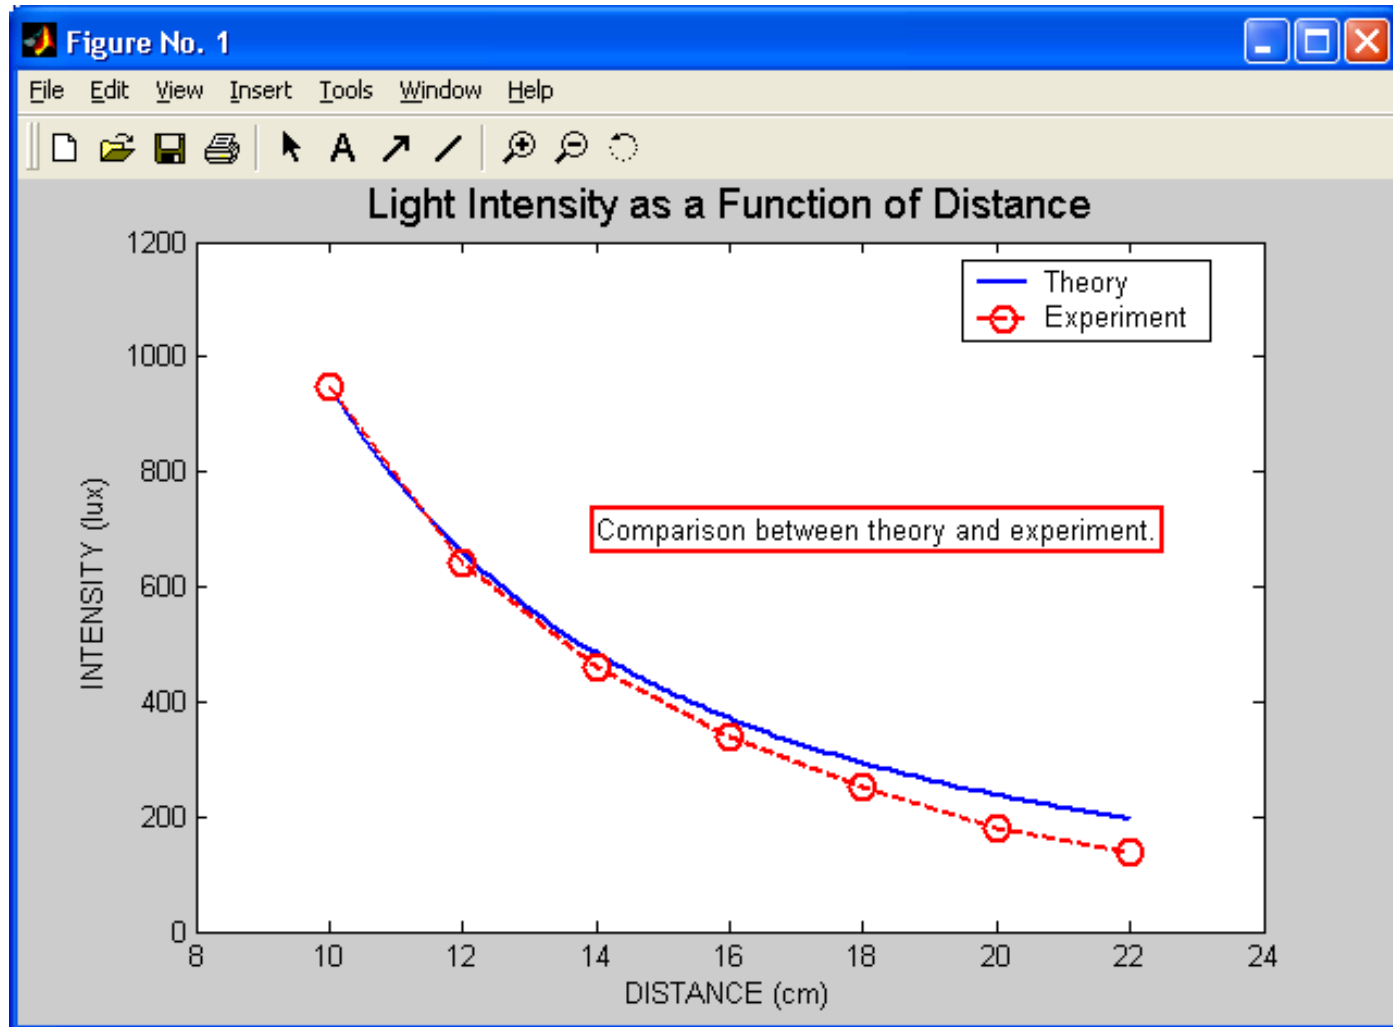 Figure No. 1
File Edit View Insert Tools Window Help
A
Light Intensity as a Function of Distance
1200
1000
800
600
400
200
0
INTENSITY (lux)
Theory
Experiment
Comparison between theory and experiment.
8 10 12 14 16 18 20 22 24
DISTANCE (cm)